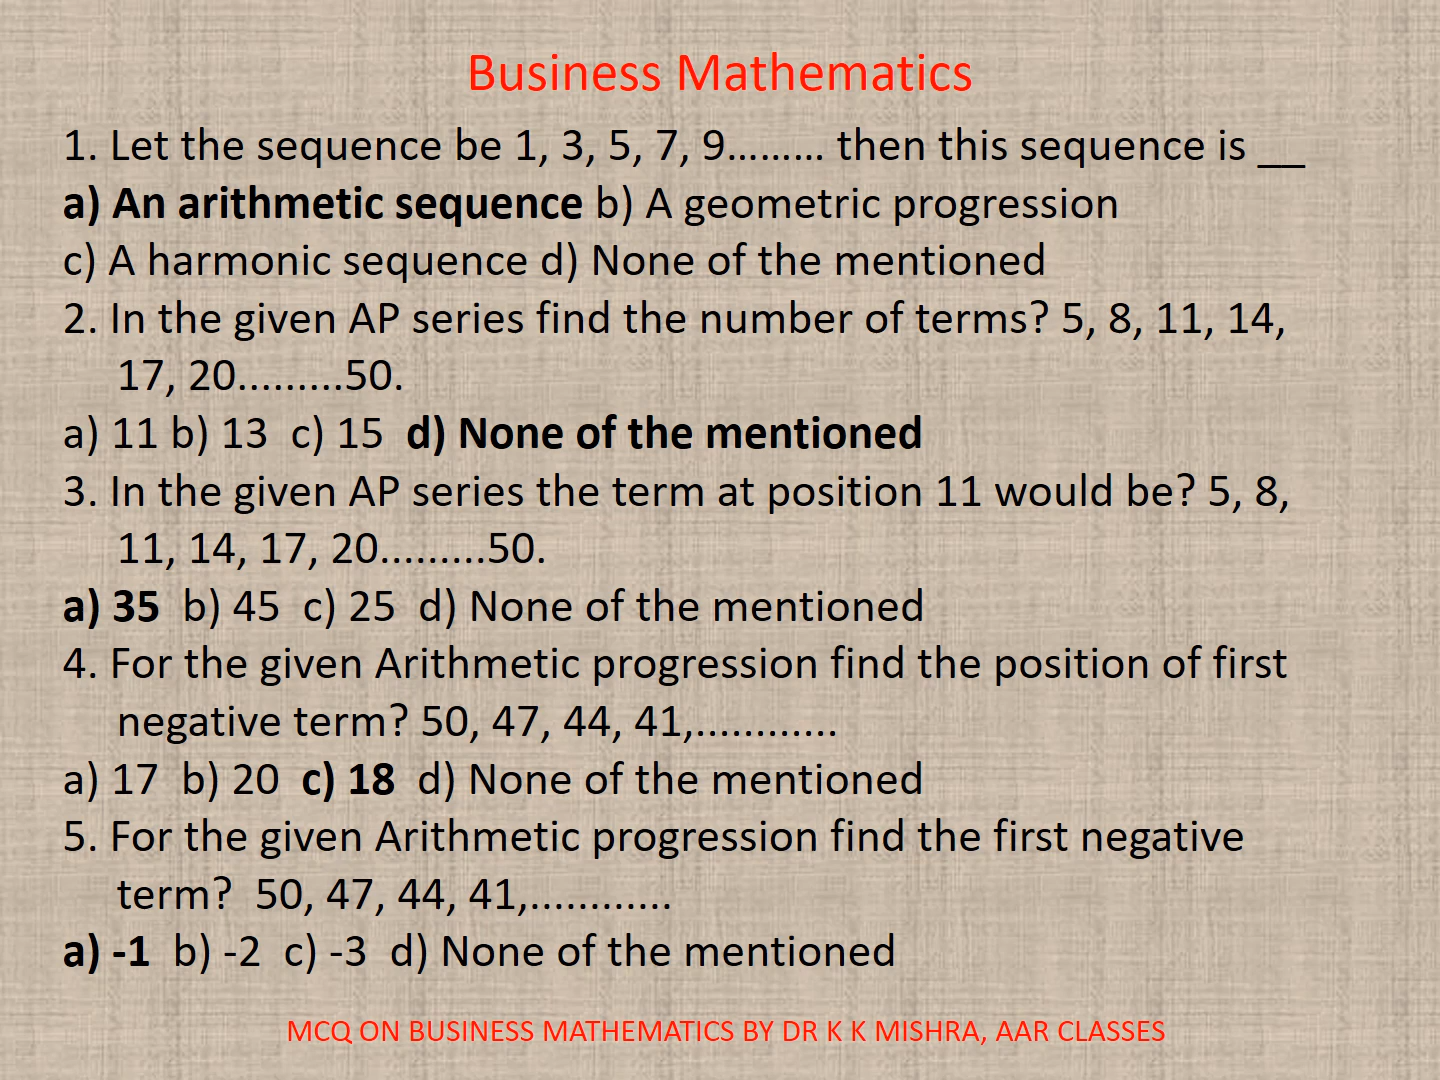 Business Mathematics
1. Let the sequence be 1, 3, 5, 7, 9......... then this sequence is __
a) An arithmetic sequence b) A geometric progression
c) A harmonic sequence d) None of the mentioned
2. In the given AP series find the number of terms? 5, 8, 11, 14,
17, 20.........50.
a) 11 b) 13 c) 15 d) None of the mentioned
3. In the given AP series the term at position 11 would be? 5, 8,
11, 14, 17, 20.........50.
a) 35 b) 45 c) 25 d) None of the mentioned
4. For the given Arithmetic progression find the position of first
negative term? 50, 47, 44, 41,............
a) 17 b) 20 c) 18 d) None of the mentioned
5. For the given Arithmetic progression find the first negative
term? 50, 47, 44, 41,............
a) -1 b) -2 c) -3 d) None of the mentioned
MCQ ON BUSINESS MATHEMATICS BY DR K K MISHRA, AAR CLASSES